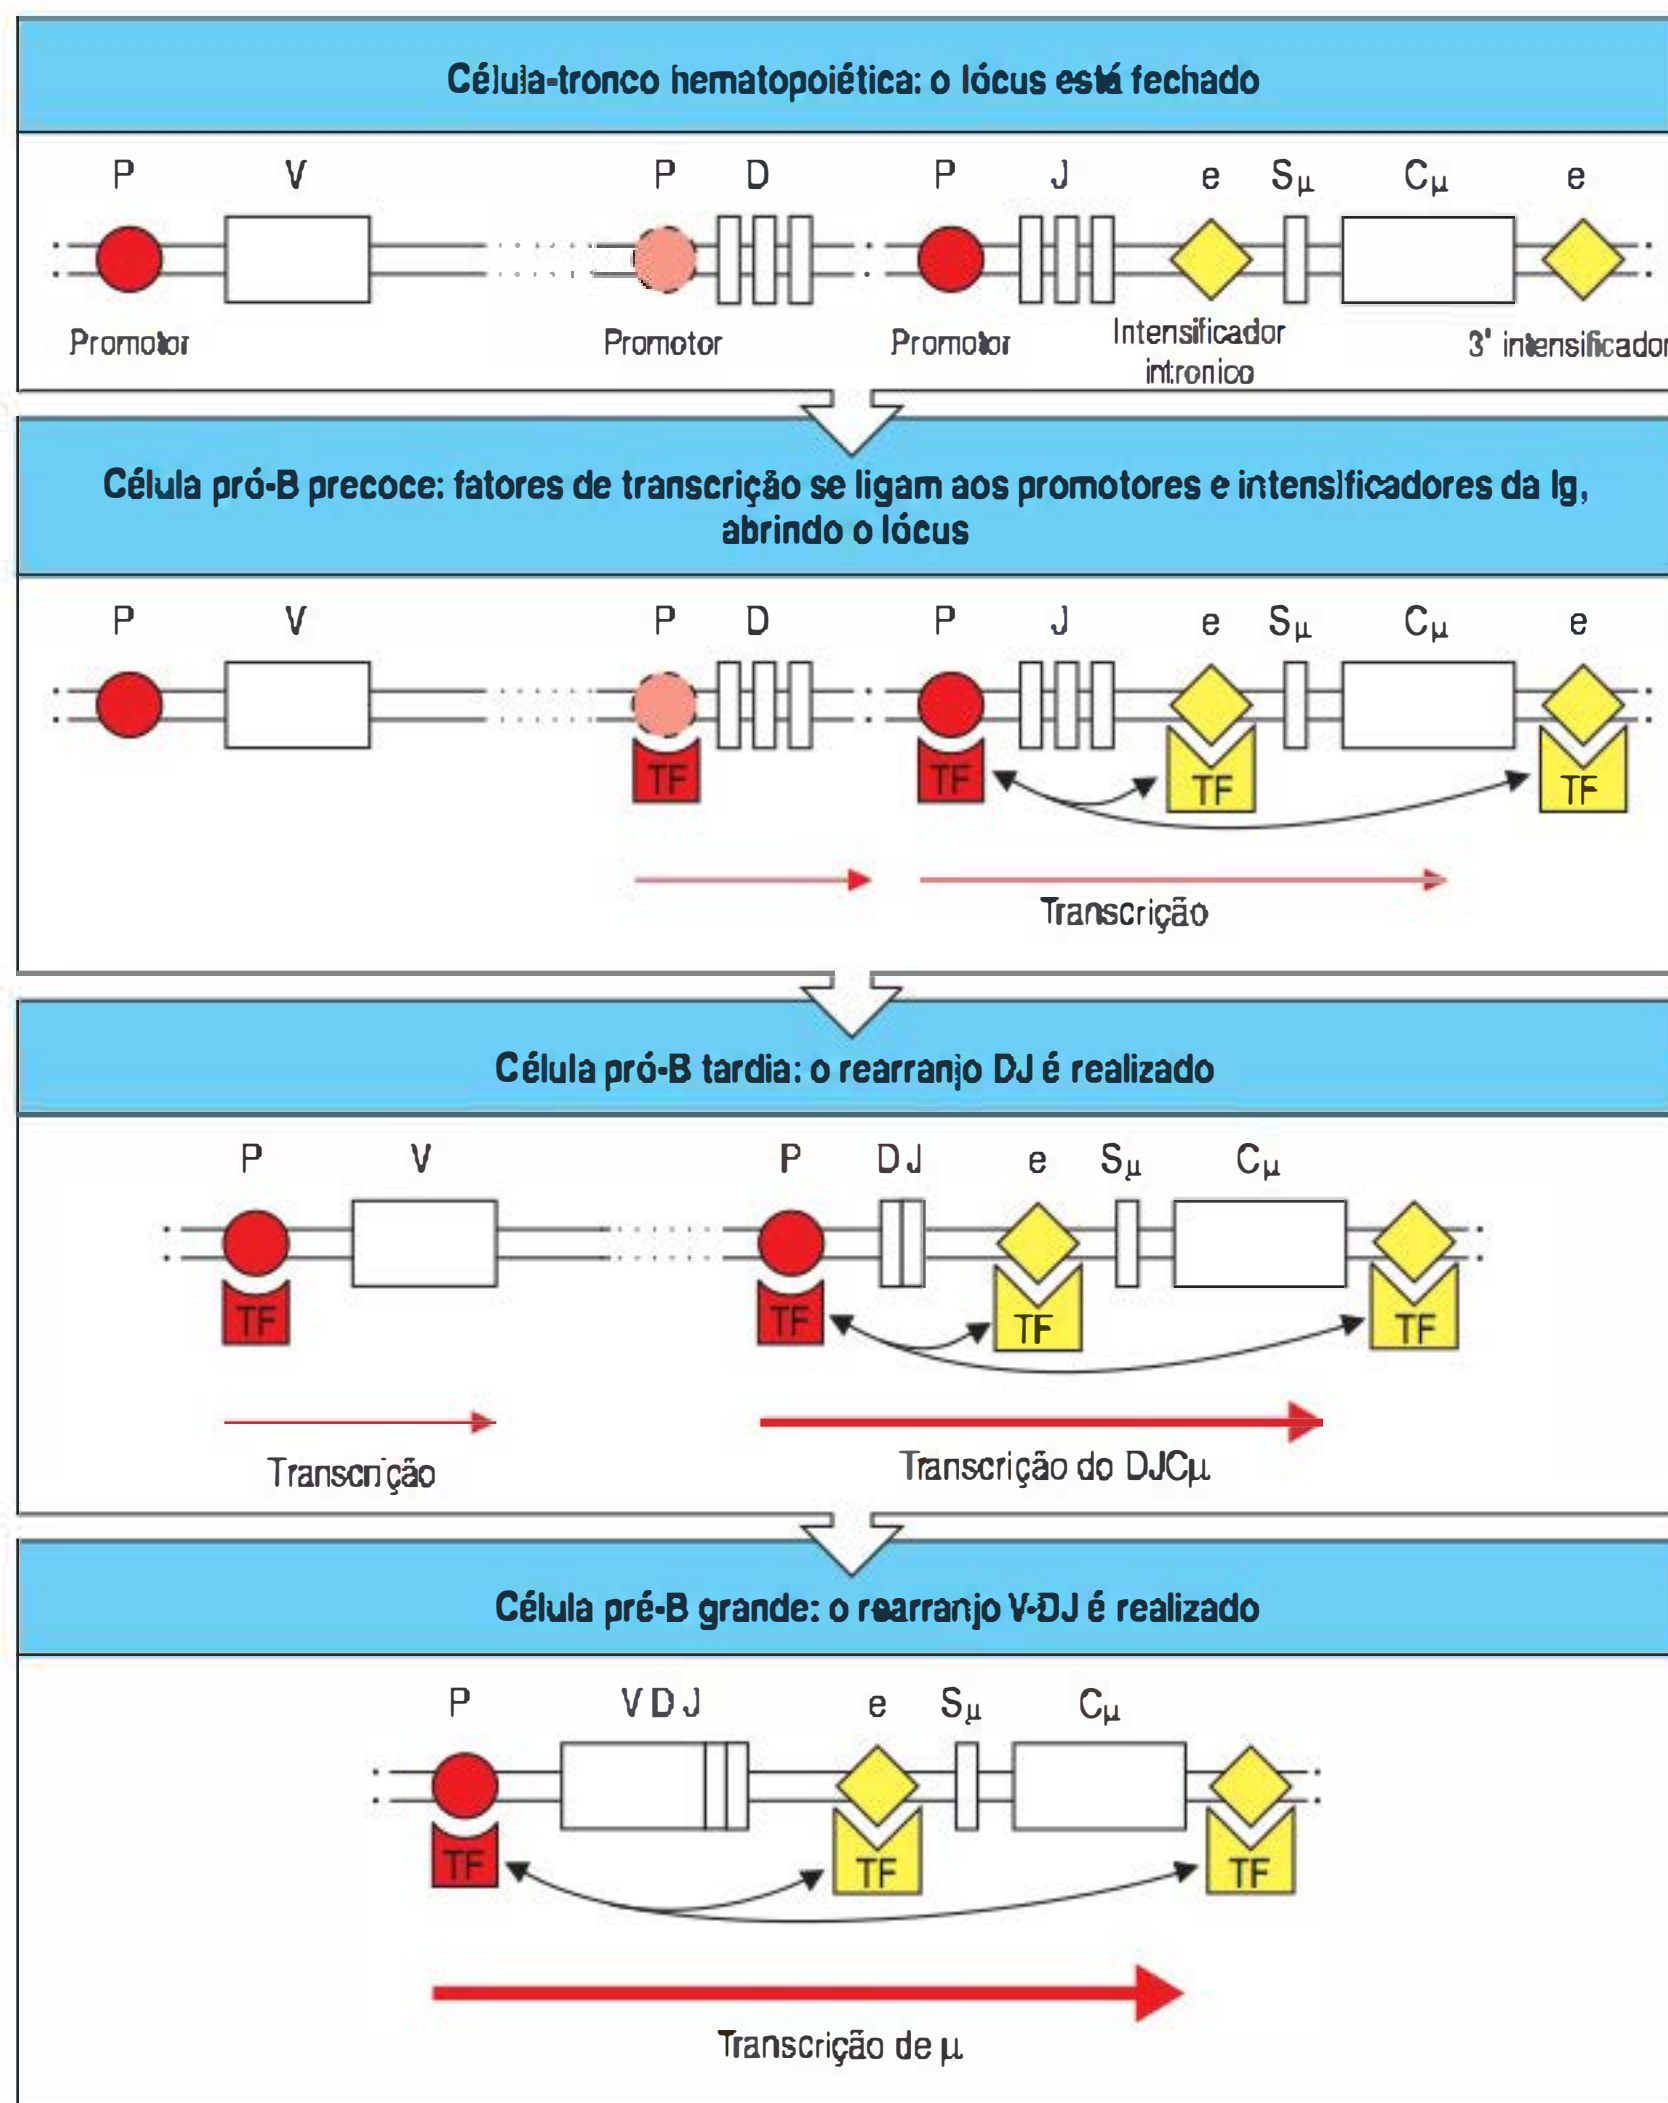 Célula-tronco hematopoiética: o lócus está fechado
P V P D P J e Sμ Cμ e
Promotor Promotor Promotor Intensificador intronico 3' intensificador
Célula pró-B precoce: fatores de transcrição se ligam aos promotores e intensificadores da Ig,
abrindo o lócus
P V P D P J e Sμ Cμ e
TF TF TF TF
Transcrição
Célula pró-B tardia: o rearranjo DJ é realizado
P V P DJ e Sμ Cμ
TF TF TF TF
Transcrição Transcrição do DJCμ
Célula pré-B grande: o rearranjo V-DJ é realizado
P VDJ e Sμ Cμ
TF TF TF
Transcrição de μ